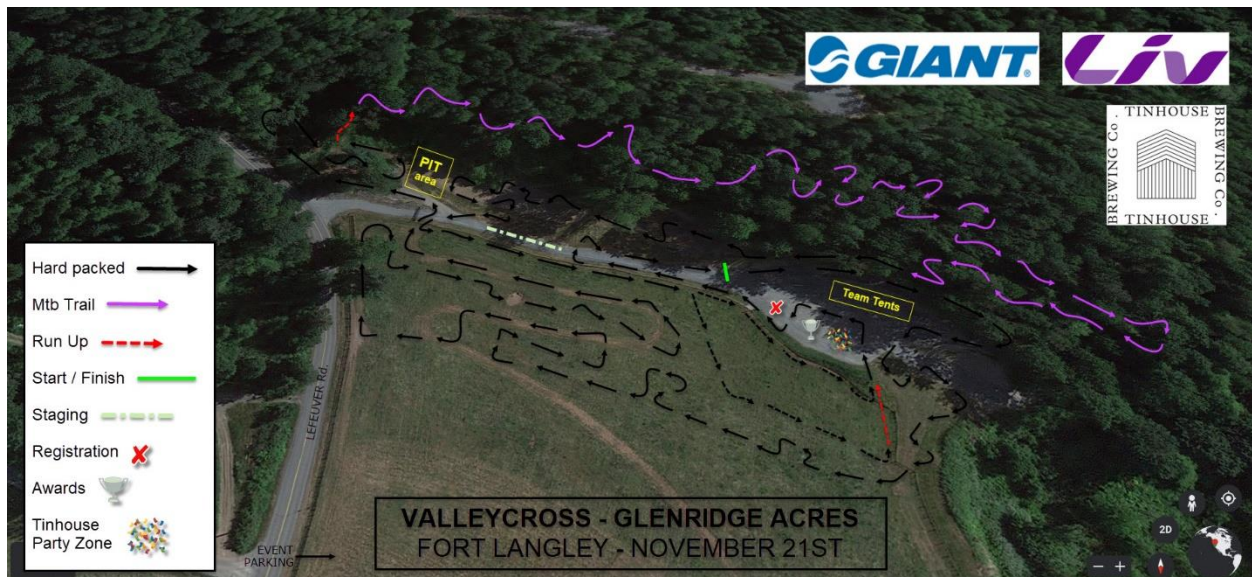 GIANT
Liv
TINHOUSE
BREWING Co.
BREWING Co.
TINHOUSE
PIT
area
Team Tents
Hard packed
Mtb Trail
Run Up
Start / Finish
Staging
Registration
Awards
Tinhouse
Party Zone
LEFEUVER Rd.
EVENT
PARKING
VALLEYCROSS - GLENRIDGE ACRES
FORT LANGLEY - NOVEMBER 21ST
2D